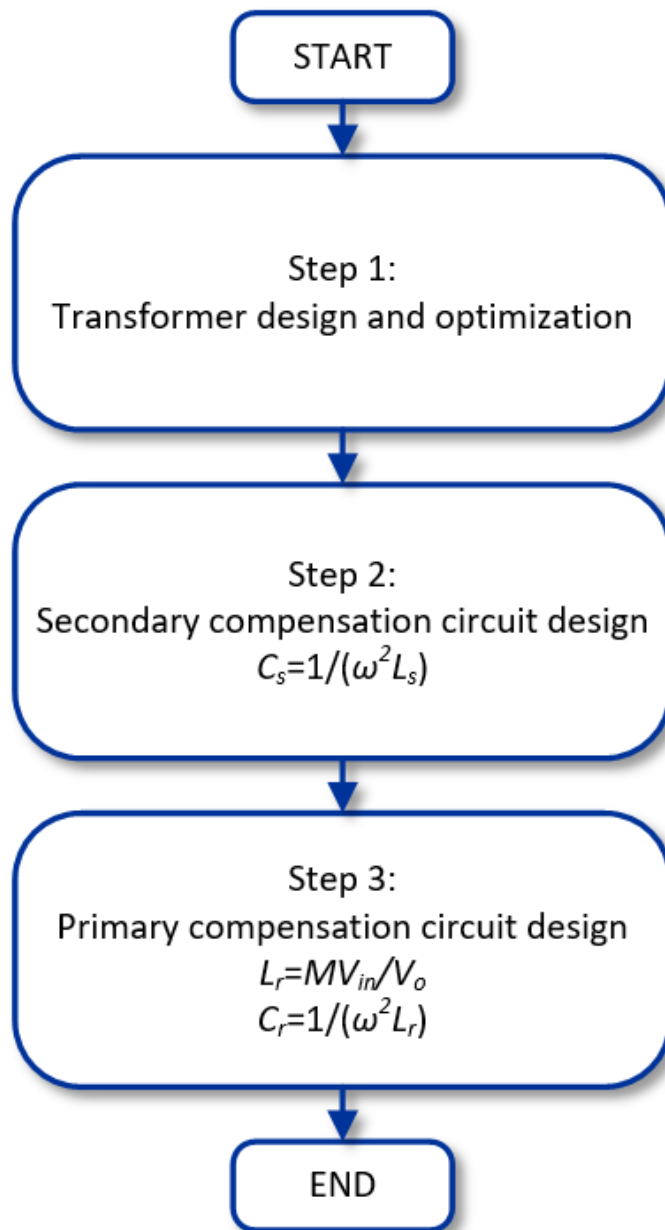 START
Step 1:
Transformer design and optimization
Step 2:
Secondary compensation circuit design
Cₛ=1/(ω²Lₛ)
Step 3:
Primary compensation circuit design
Lᵣ=MVᵢₙ/Vₒ
Cᵣ=1/(ω²Lᵣ)
END